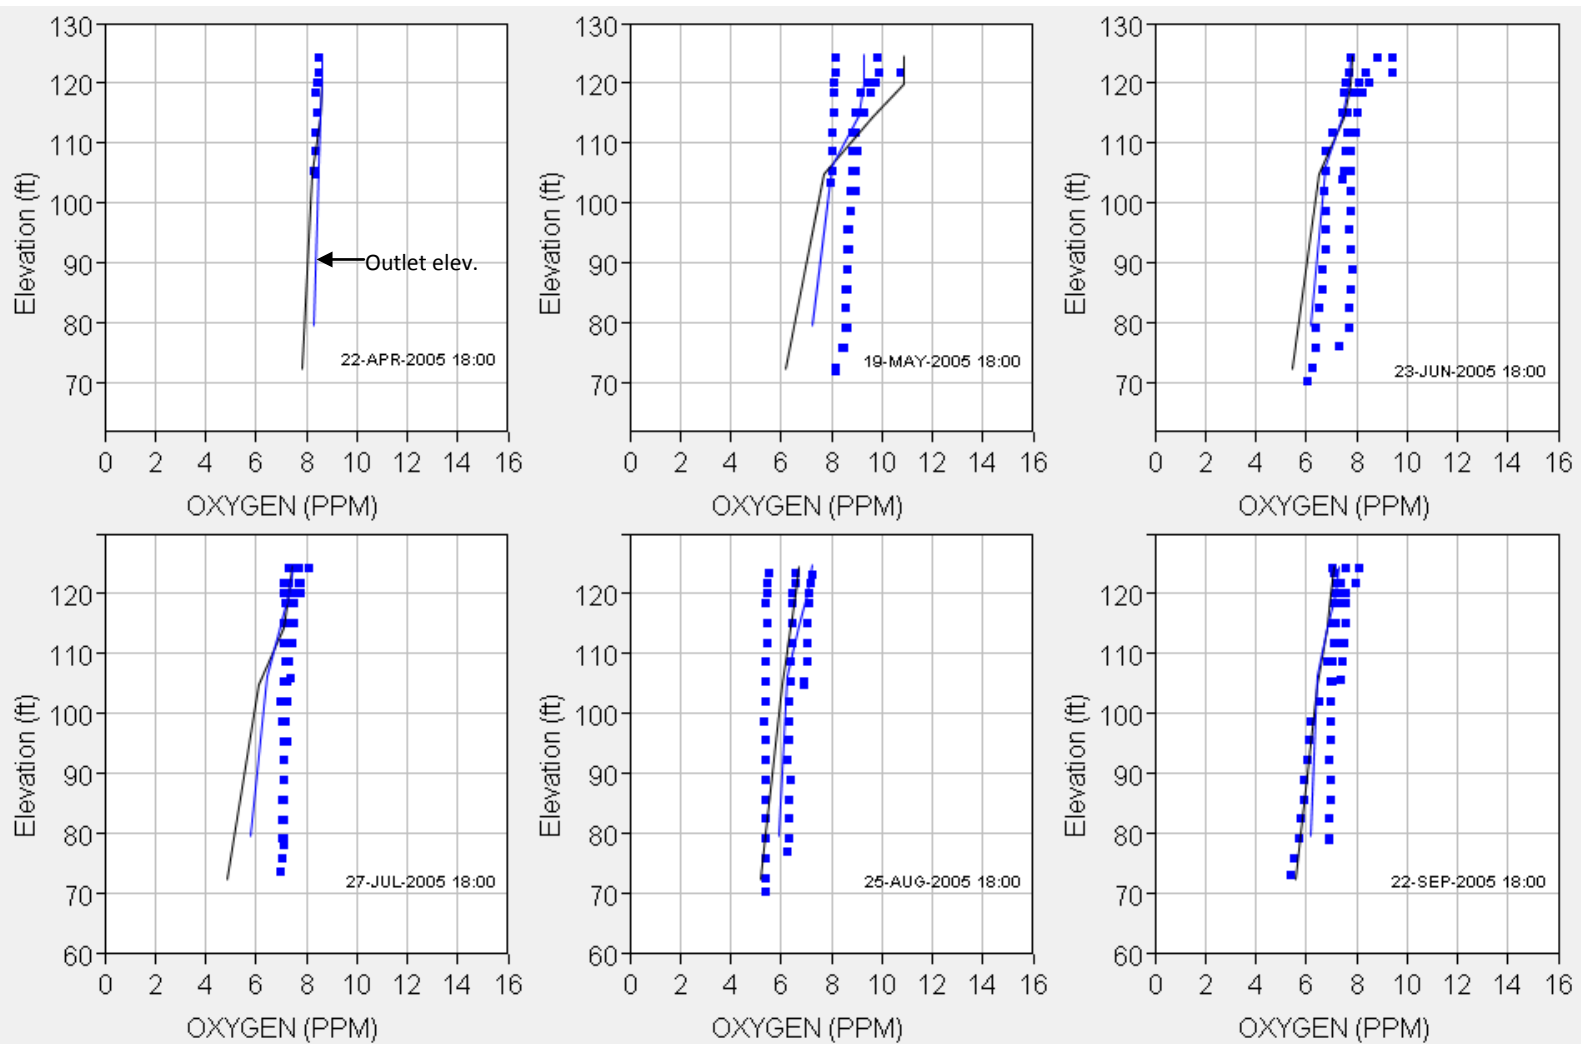 130
120
110
100
90
80
70
Elevation (ft)
Outlet elev.
22-APR-2005 18:00
0 2 4 6 8 10 12 14 16
OXYGEN (PPM)
130
120
110
100
90
80
70
Elevation (ft)
19-MAY-2005 18:00
0 2 4 6 8 10 12 14 16
OXYGEN (PPM)
130
120
110
100
90
80
70
Elevation (ft)
23-JUN-2005 18:00
0 2 4 6 8 10 12 14 16
OXYGEN (PPM)
120
110
100
90
80
70
60
Elevation (ft)
27-JUL-2005 18:00
0 2 4 6 8 10 12 14 16
OXYGEN (PPM)
120
110
100
90
80
70
60
Elevation (ft)
25-AUG-2005 18:00
0 2 4 6 8 10 12 14 16
OXYGEN (PPM)
120
110
100
90
80
70
60
Elevation (ft)
22-SEP-2005 18:00
0 2 4 6 8 10 12 14 16
OXYGEN (PPM)